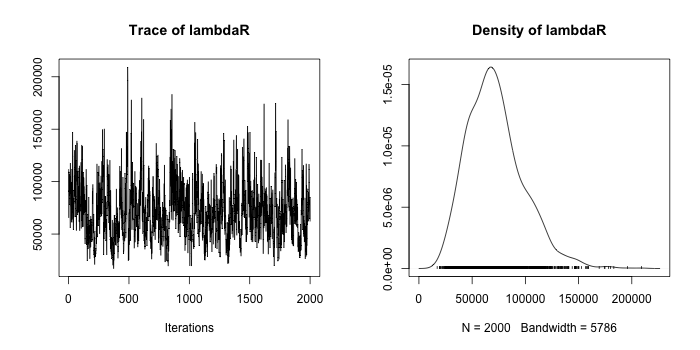 Trace of lambdaR
200000
150000
100000
50000
0 500 1000 1500 2000
Iterations
Density of lambdaR
1.5e-05
1.0e-05
5.0e-06
0.0e+00
0 50000 100000 150000 200000
N = 2000 Bandwidth = 5786